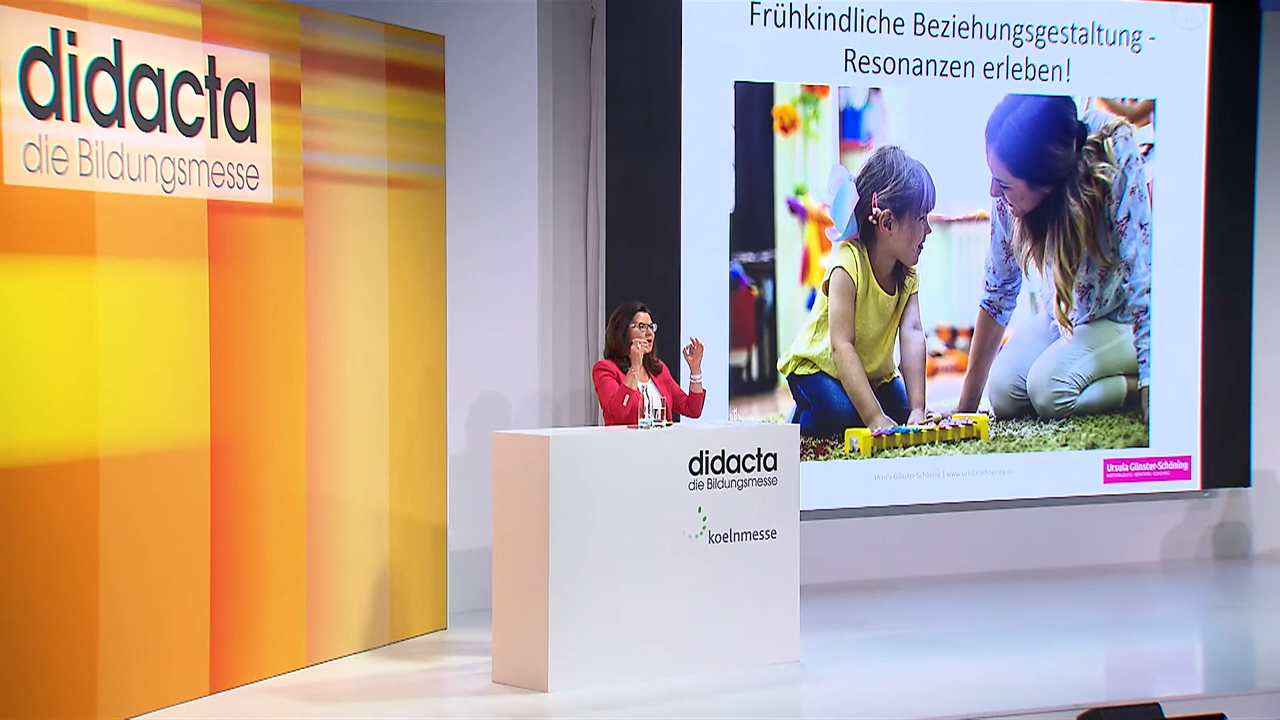 didacta
die Bildungsmesse
Frühkindliche Beziehungsgestaltung -
Resonanzen erleben!
Ursula Günster-Schöning
didacta
die Bildungsmesse
koelnmesse